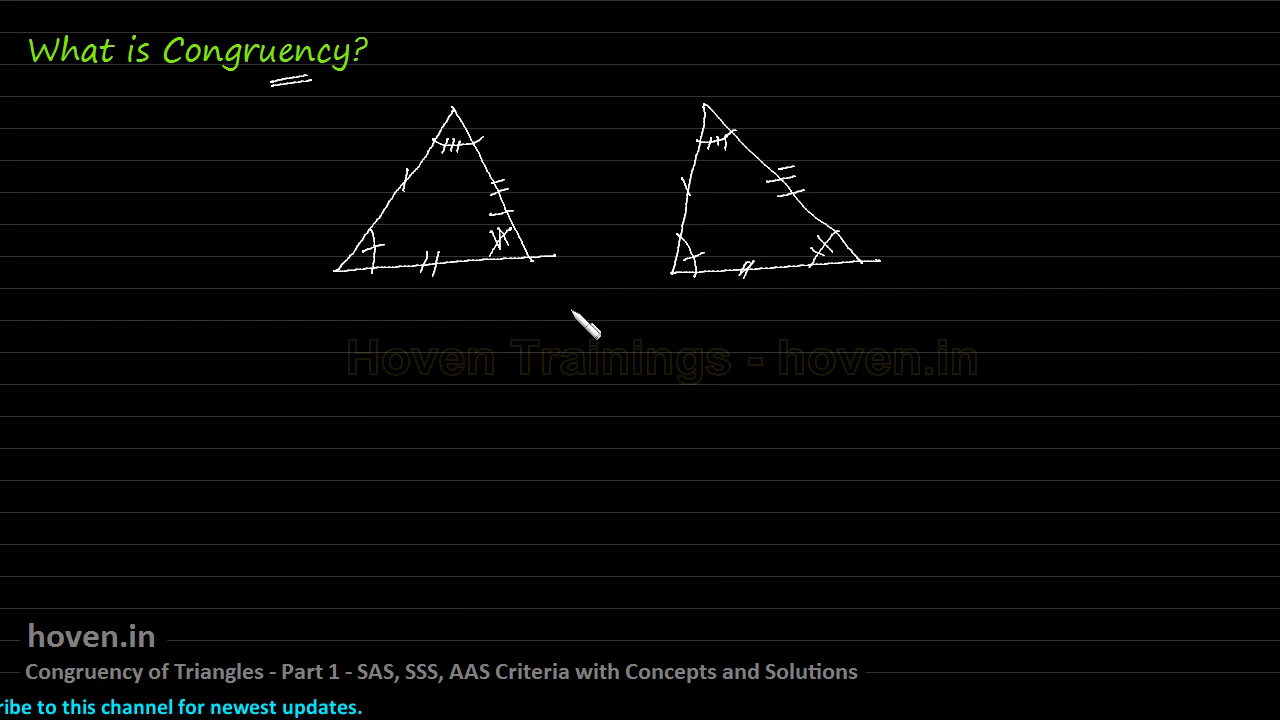 What is Congruency?
Hoven Trainings - hoven.in
hoven.in
Congruency of Triangles - Part 1 - SAS, SSS, AAS Criteria with Concepts and Solutions
ribe to this channel for newest updates.